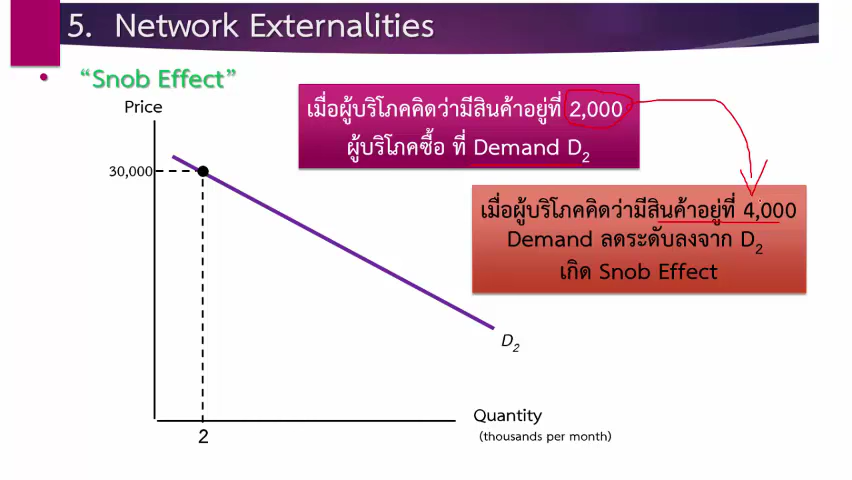 5. Network Externalities
• “Snob Effect”
Price
เมื่อผู้บริโภคคิดว่ามีสินค้าอยู่ที่ 2,000
ผู้บริโภคซื้อ ที่ Demand D2
30,000
เมื่อผู้บริโภคคิดว่ามีสินค้าอยู่ที่ 4,000
Demand ลดระดับลงจาก D2
เกิด Snob Effect
D2
Quantity
(thousands per month)
2